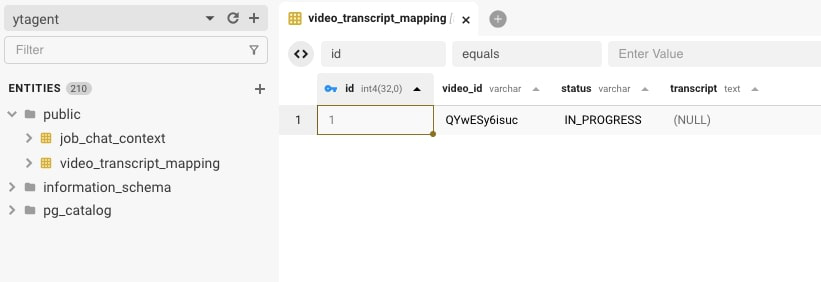 ytagent
Filter
ENTITIES 210
public
job_chat_context
video_transcript_mapping
information_schema
pg_catalog
video_transcript_mapping
id equals Enter Value
id int4(32,0) video_id varchar status varchar transcript text
1 1 QYwESy6isuc IN_PROGRESS (NULL)